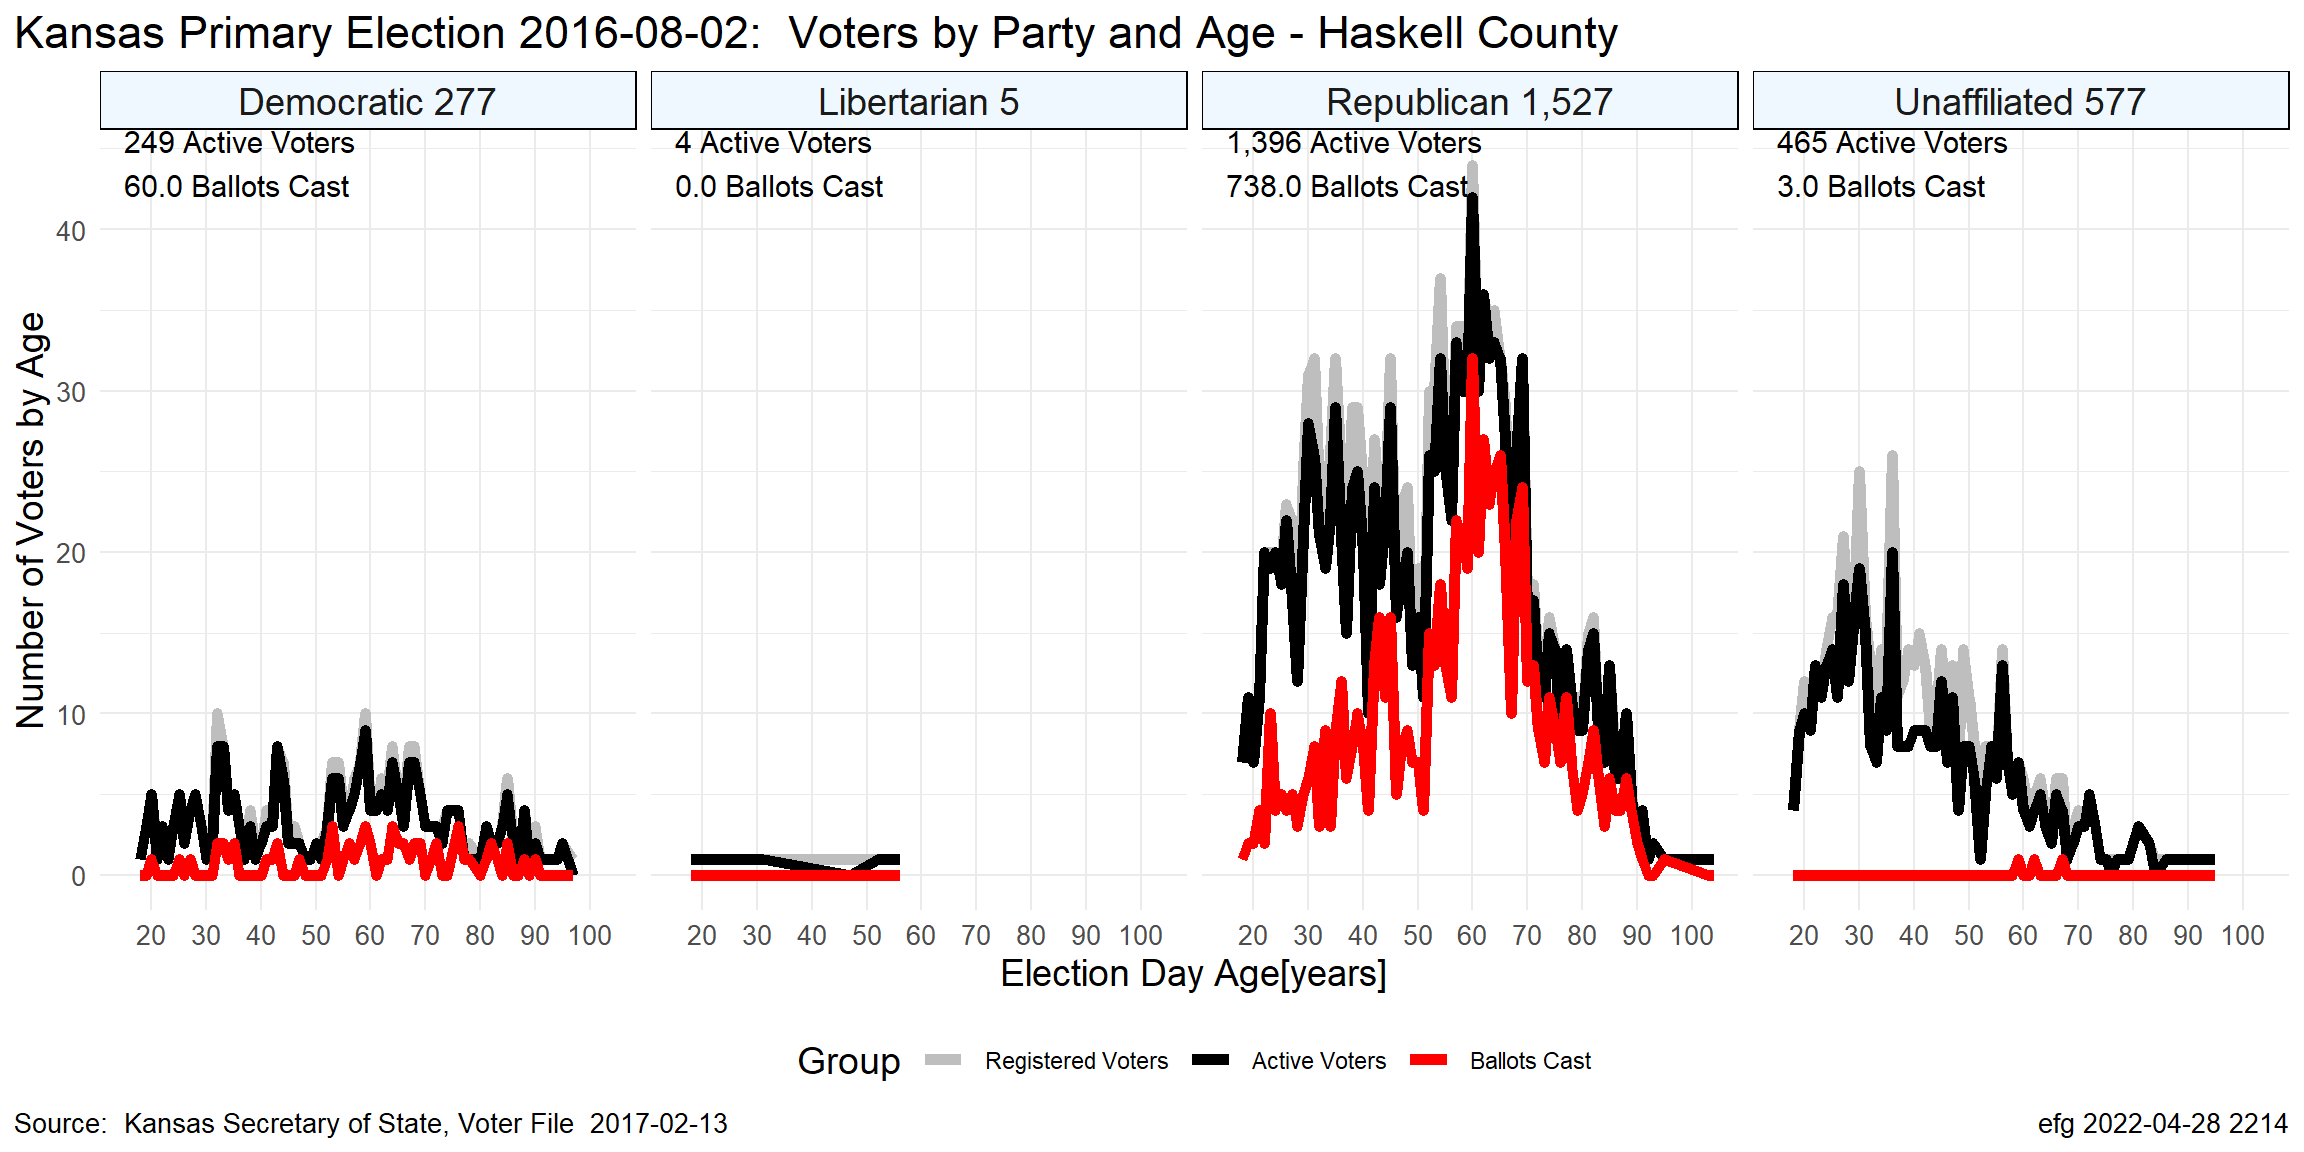 Kansas Primary Election 2016-08-02:  Voters by Party and Age - Haskell County
Democratic 277
Libertarian 5
Republican 1,527
Unaffiliated 577
249 Active Voters
60.0 Ballots Cast
4 Active Voters
0.0 Ballots Cast
1,396 Active Voters
738.0 Ballots Cast
465 Active Voters
3.0 Ballots Cast
Number of Voters by Age
40
30
20
10
0
20 30 40 50 60 70 80 90 100
20 30 40 50 60 70 80 90 100
20 30 40 50 60 70 80 90 100
20 30 40 50 60 70 80 90 100
Election Day Age[years]
Group Registered Voters Active Voters Ballots Cast
Source:  Kansas Secretary of State, Voter File  2017-02-13
efg 2022-04-28 2214